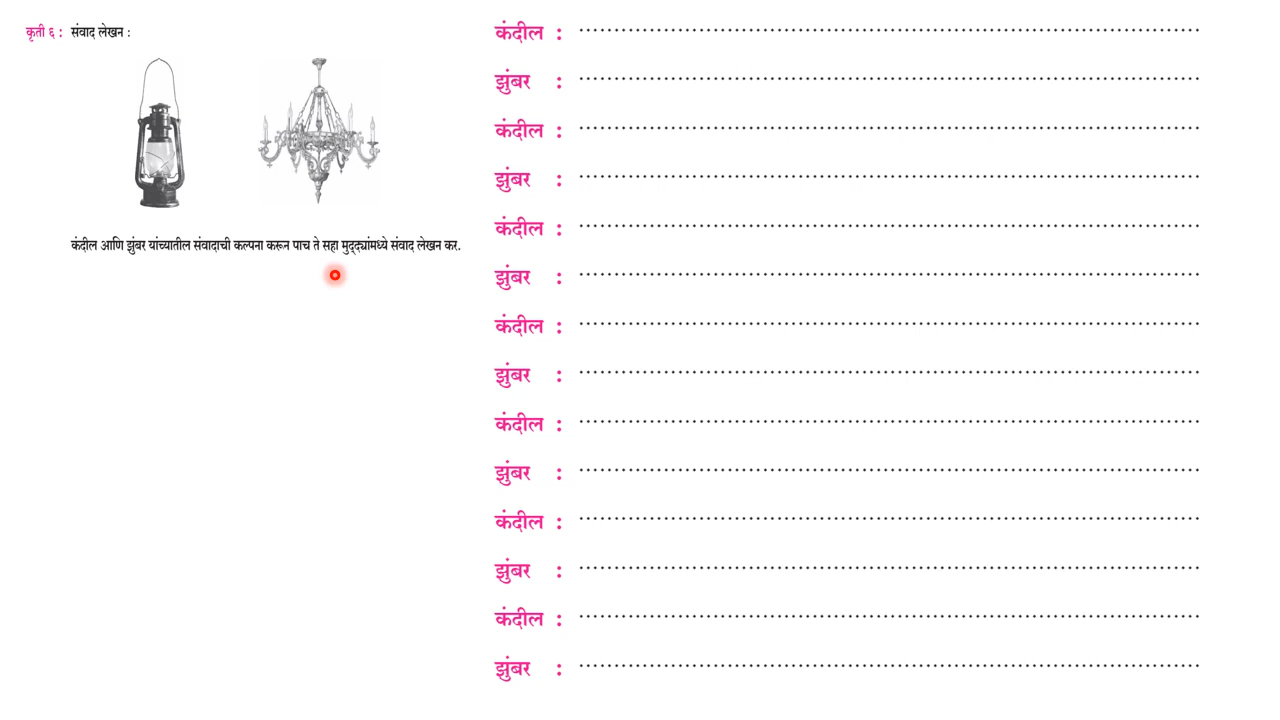 कृती ६ : संवाद लेखन :
कंदील आणि झुंबर यांच्यातील संवादाची कल्पना करून पाच ते सहा मुद्द्यांमध्ये संवाद लेखन कर.
कंदील : ........................................................................................
झुंबर : ........................................................................................
कंदील : ........................................................................................
झुंबर : ........................................................................................
कंदील : ........................................................................................
झुंबर : ........................................................................................
कंदील : ........................................................................................
झुंबर : ........................................................................................
कंदील : ........................................................................................
झुंबर : ........................................................................................
कंदील : ........................................................................................
झुंबर : ........................................................................................
कंदील : ........................................................................................
झुंबर : ........................................................................................